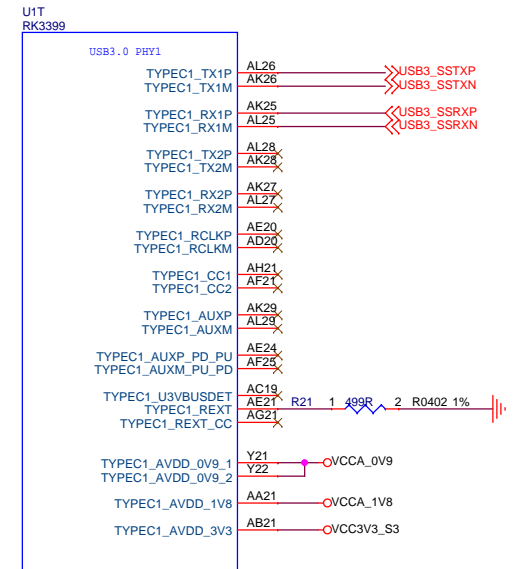 U1T
RK3399
USB3.0 PHY1
TYPEC1_TX1P AL26 USB3_SSTXP
TYPEC1_TX1M AK26 USB3_SSTXN
TYPEC1_RX1P AK25 USB3_SSRXP
TYPEC1_RX1M AL25 USB3_SSRXN
TYPEC1_TX2P AL28
TYPEC1_TX2M AK28
TYPEC1_RX2P AK27
TYPEC1_RX2M AL27
TYPEC1_RCLKP AE20
TYPEC1_RCLKM AD20
TYPEC1_CC1 AH21
TYPEC1_CC2 AF21
TYPEC1_AUXP AK29
TYPEC1_AUXM AL29
TYPEC1_AUXP_PD_PU AE24
TYPEC1_AUXM_PU_PD AF25
TYPEC1_U3VBUSDET AC19
TYPEC1_REXT AE21 R21 1 499R 2 R0402 1%
TYPEC1_REXT_CC AG21
TYPEC1_AVDD_0V9_1 Y21 VCCA_0V9
TYPEC1_AVDD_0V9_2 Y22
TYPEC1_AVDD_1V8 AA21 VCCA_1V8
TYPEC1_AVDD_3V3 AB21 VCC3V3_S3